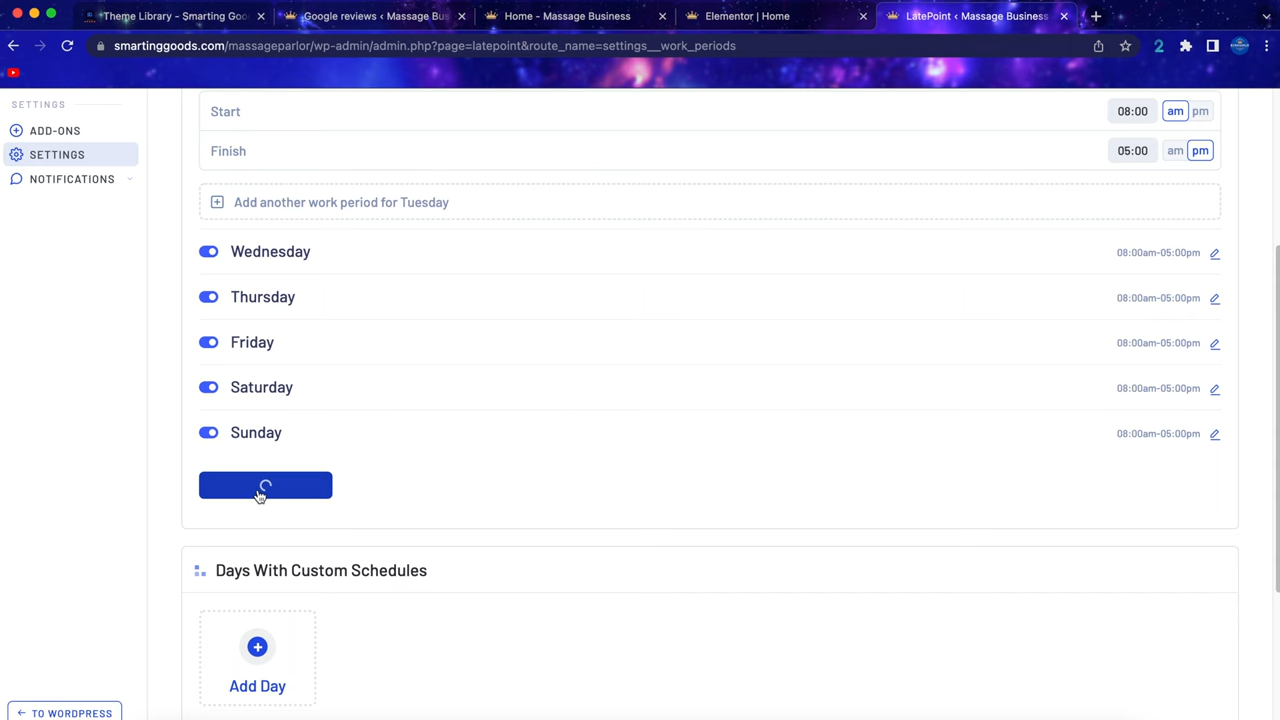 Theme Library - Smarting Goo
Google reviews ‹ Massage Bus
Home - Massage Business
Elementor | Home
LatePoint ‹ Massage Business
smartinggoods.com/massageparlor/wp-admin/admin.php?page=latepoint&route_name=settings__work_periods
2
SETTINGS
ADD-ONS
SETTINGS
NOTIFICATIONS
Start 08:00 am pm
Finish 05:00 am pm
Add another work period for Tuesday
Wednesday 08:00am-05:00pm
Thursday 08:00am-05:00pm
Friday 08:00am-05:00pm
Saturday 08:00am-05:00pm
Sunday 08:00am-05:00pm
Days With Custom Schedules
Add Day
← TO WORDPRESS